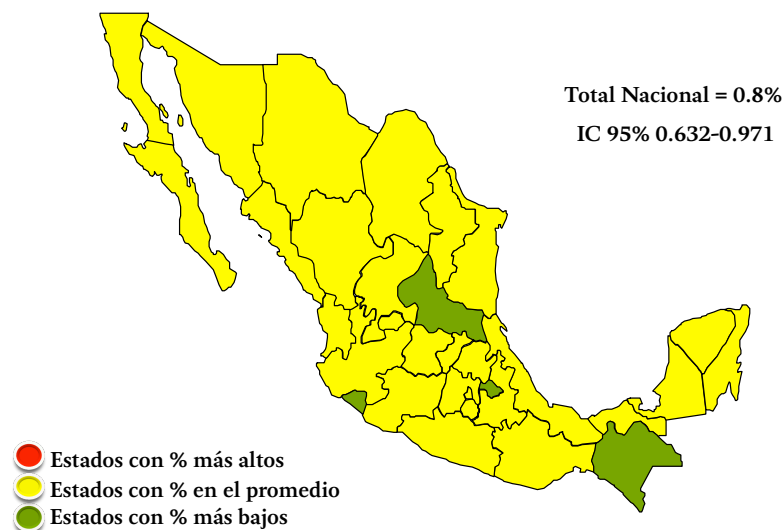 Total Nacional = 0.8%
IC 95% 0.632-0.971
Estados con % más altos
Estados con % en el promedio
Estados con % más bajos